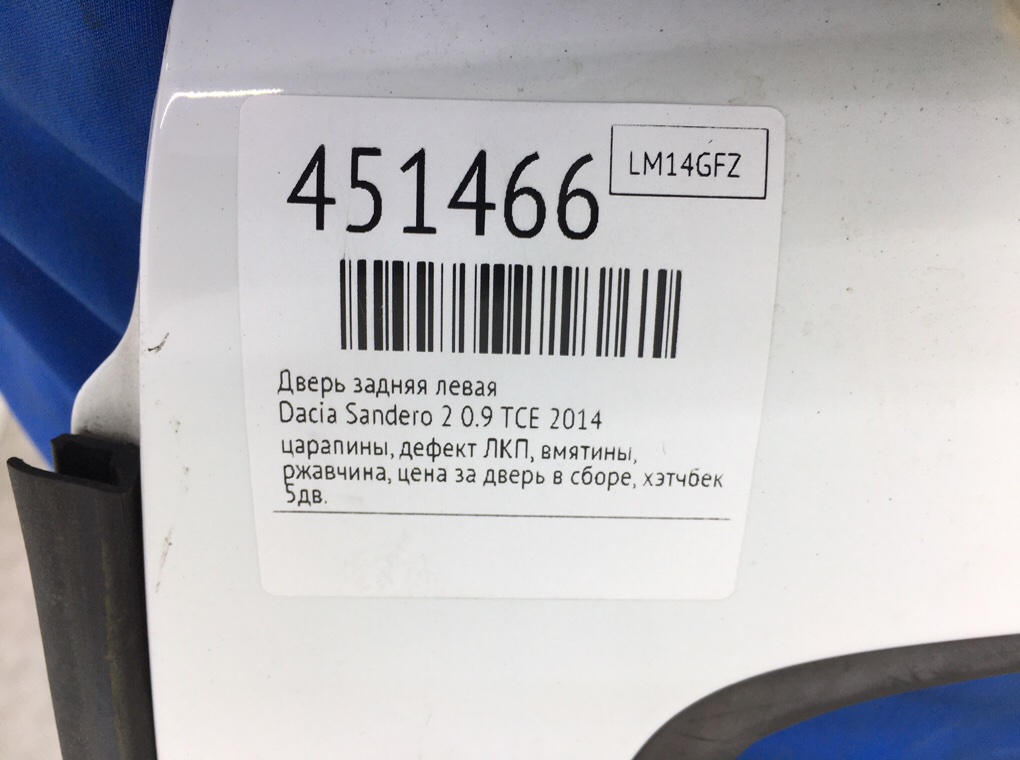 451466
LM14GFZ
Дверь задняя левая
Dacia Sandero 2 0.9 TCE 2014
царапины, дефект ЛКП, вмятины,
ржавчина, цена за дверь в сборе, хэтчбек
5дв.